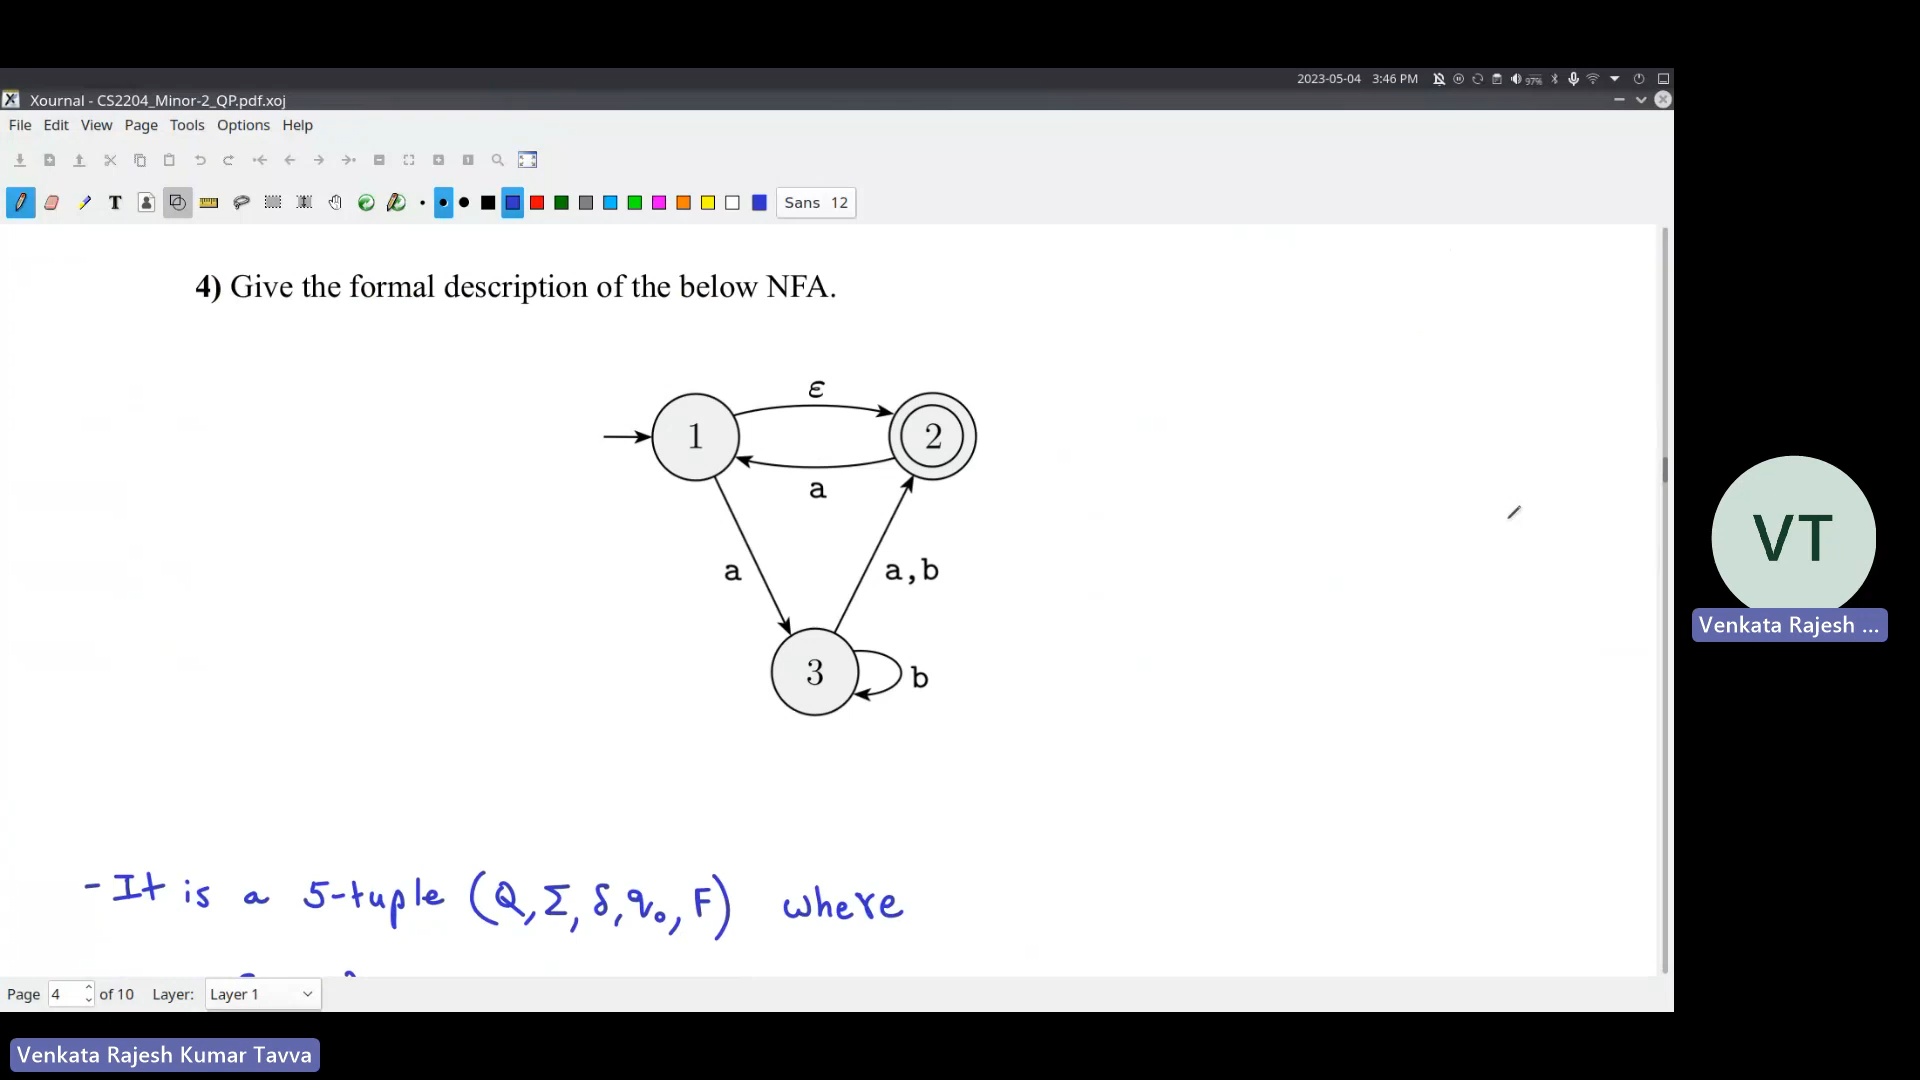 2023-05-04 3:46 PM 97%
Xournal - CS2204_Minor-2_QP.pdf.xoj
File Edit View Page Tools Options Help
T Sans 12
4) Give the formal description of the below NFA.
ε
1 2
a
a a,b
3 b
VT
Venkata Rajesh ...
- It is a 5-tuple (Q, Σ, δ, q₀, F) where
Page 4 of 10 Layer: Layer 1
Venkata Rajesh Kumar Tavva